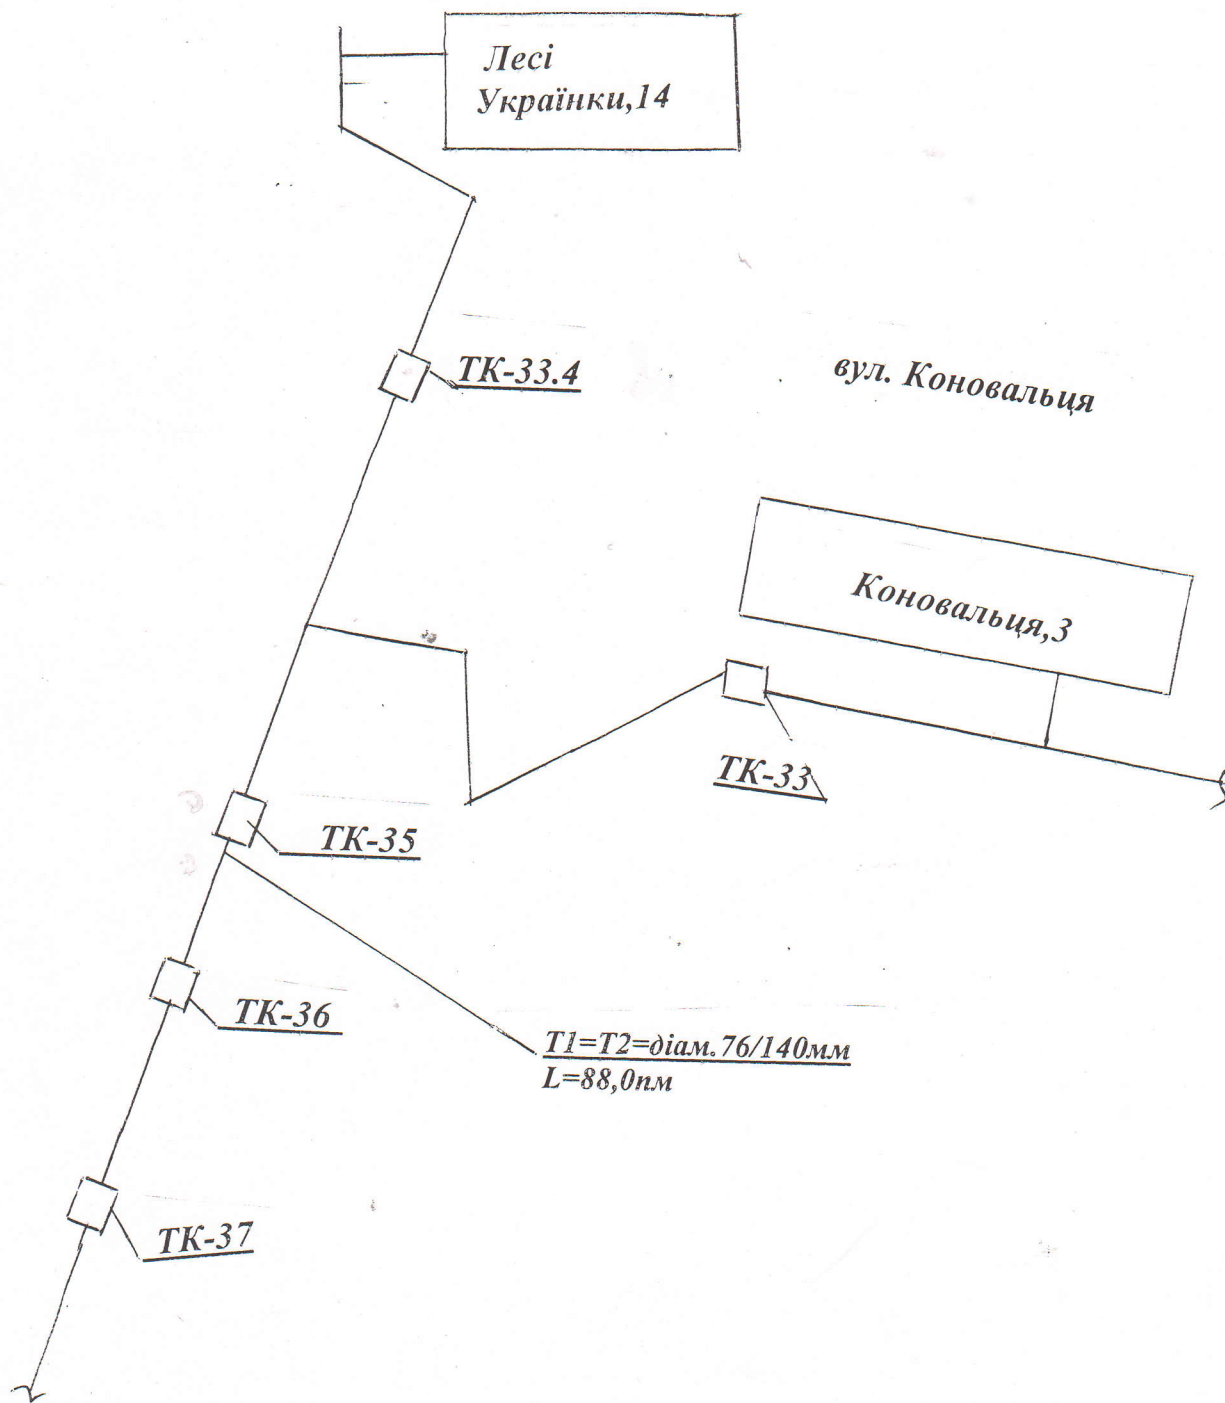 Лесі
Українки,14
ТК-33.4
вул. Коновальця
Коновальця,3
ТК-33
ТК-35
ТК-36
Т1=Т2=діам.76/140мм
L=88,0пм
ТК-37